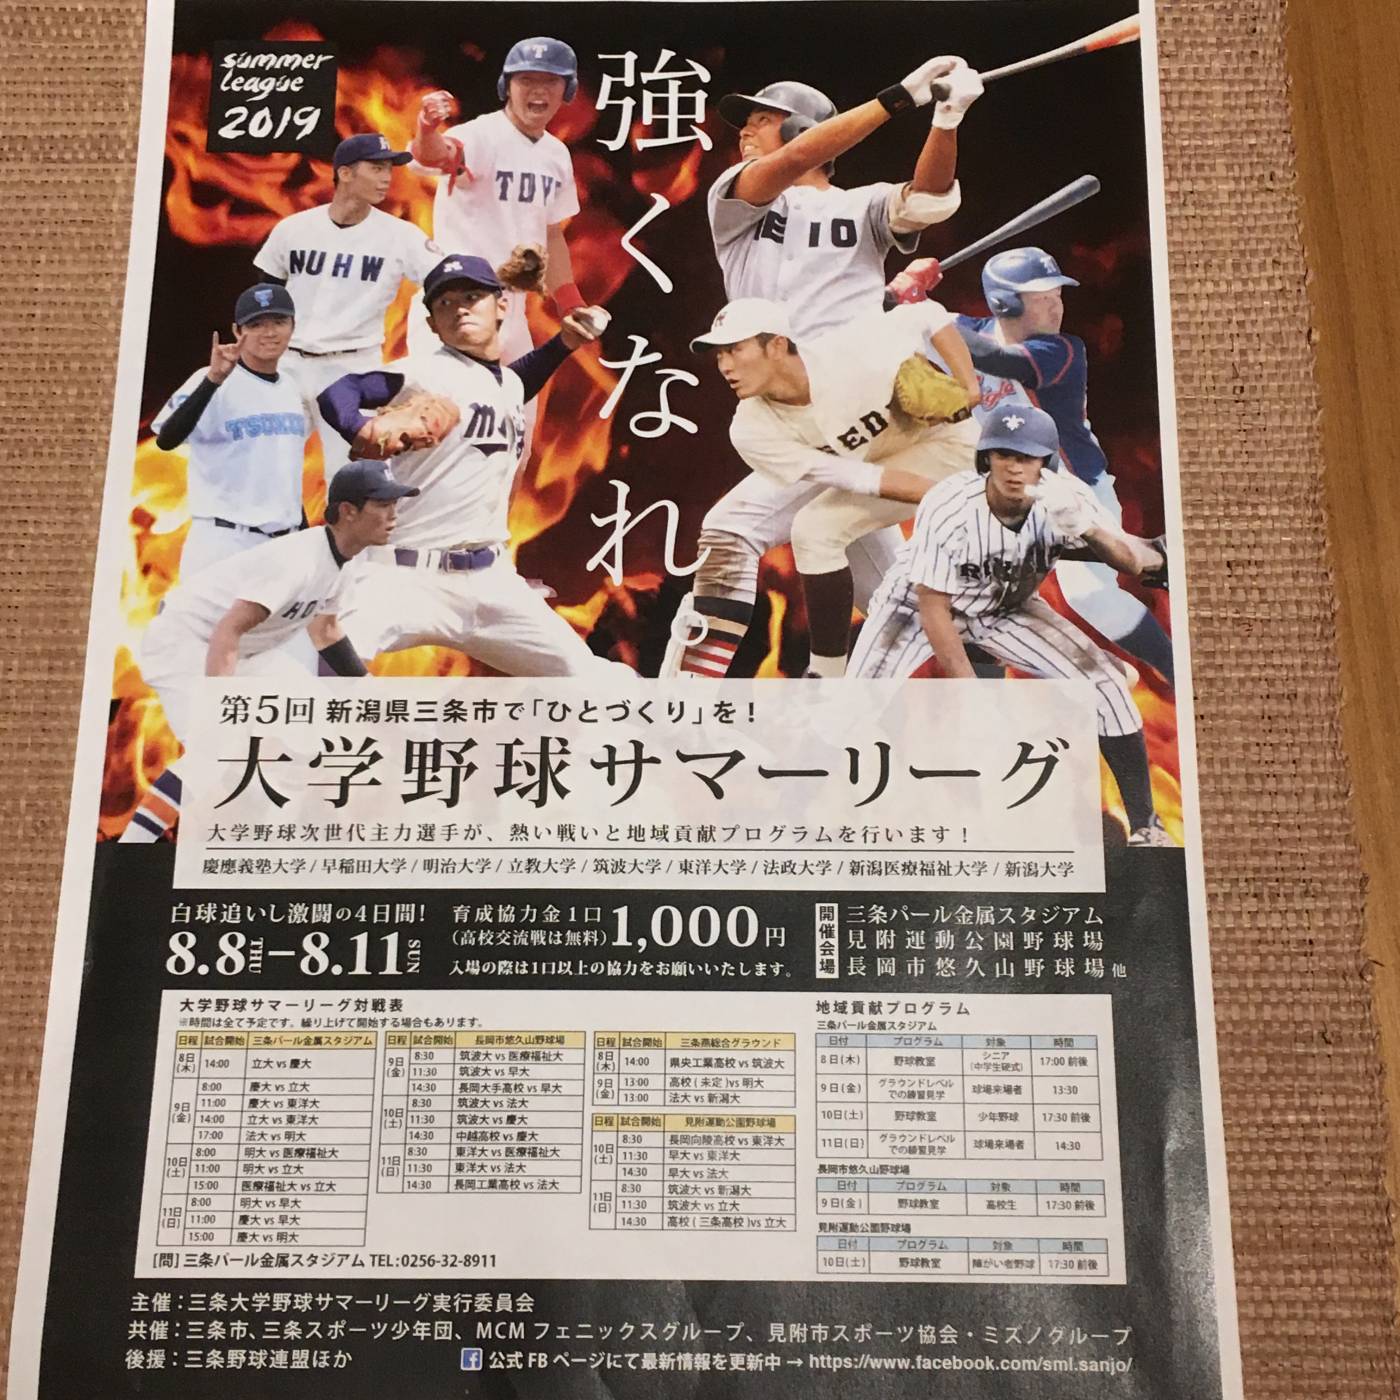 summer
league
2019
強くなれ。
TOY
NUHW
IO
TSUKU
第5回 新潟県三条市で「ひとづくり」を！
大学野球サマーリーグ
大学野球次世代主力選手が、熱い戦いと地域貢献プログラムを行います！
慶應義塾大学 / 早稲田大学 / 明治大学 / 立教大学 / 筑波大学 / 東洋大学 / 法政大学 / 新潟医療福祉大学 / 新潟大学
白球追いし激闘の4日間！
8.8THU-8.11SUN
育成協力金1口 1,000円
(高校交流戦は無料)
入場の際は1口以上の協力をお願いいたします。
開催会場
三条パール金属スタジアム
見附運動公園野球場
長岡市悠久山野球場 他
大学野球サマーリーグ対戦表
※時間は全て予定です。繰り上げて開始する場合もあります。
日程 試合開始 三条パール金属スタジアム
8日(木) 14:00 立大 vs 慶大
9日(金) 8:00 慶大 vs 立大
11:00 慶大 vs 東洋大
14:00 立大 vs 東洋大
17:00 法大 vs 明大
10日(土) 8:00 明大 vs 医療福祉大
11:00 明大 vs 立大
15:00 医療福祉大 vs 立大
11日(日) 8:00 明大 vs 早大
11:00 慶大 vs 早大
15:00 慶大 vs 明大
日程 試合開始 長岡市悠久山野球場
9日(金) 8:30 筑波大 vs 医療福祉大
11:30 筑波大 vs 早大
14:30 長岡大手高校 vs 早大
10日(土) 8:30 筑波大 vs 法大
11:30 筑波大 vs 慶大
14:30 中越高校 vs 慶大
11日(日) 8:30 東洋大 vs 医療福祉大
11:30 東洋大 vs 法大
14:30 長岡工業高校 vs 法大
日程 試合開始 三条燕総合グラウンド
8日(木) 14:00 県央工業高校 vs 筑波大
9日(金) 13:00 高校(未定)vs 明大
13:00 法大 vs 新潟大
日程 試合開始 見附運動公園野球場
10日(土) 8:30 長岡向陵高校 vs 東洋大
11:30 早大 vs 東洋大
14:30 早大 vs 法大
11日(日) 8:30 筑波大 vs 新潟大
11:30 筑波大 vs 立大
14:30 高校(三条高校)vs 立大
地域貢献プログラム
三条パール金属スタジアム
日付 プログラム 対象 時間
8日(木) 野球教室 シニア(中学生硬式) 17:00 前後
9日(金) グラウンドレベルでの練習見学 球場来場者 13:30
10日(土) 野球教室 少年野球 17:30 前後
11日(日) グラウンドレベルでの練習見学 球場来場者 14:30
長岡市悠久山野球場
日付 プログラム 対象 時間
9日(金) 野球教室 高校生 17:30 前後
見附運動公園野球場
日付 プログラム 対象 時間
10日(土) 野球教室 障がい者野球 17:30 前後
[問] 三条パール金属スタジアム TEL:0256-32-8911
主催：三条大学野球サマーリーグ実行委員会
共催：三条市、三条スポーツ少年団、MCM フェニックスグループ、見附市スポーツ協会・ミズノグループ
後援：三条野球連盟ほか
公式 FB ページにて最新情報を更新中 → https://www.facebook.com/sml.sanjo/